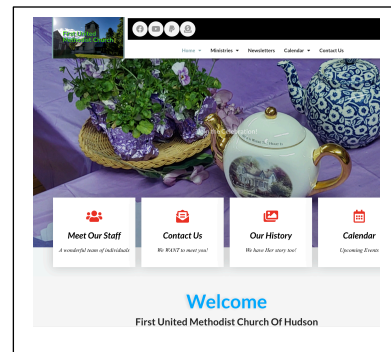 First United
Methodist Church
Home
Ministries
Newsletters
Calendar
Contact Us
Meet Our Staff
A wonderful team of individuals
Contact Us
We WANT to meet you!
Our History
We have Her story too!
Calendar
Upcoming Events
Welcome
First United Methodist Church Of Hudson